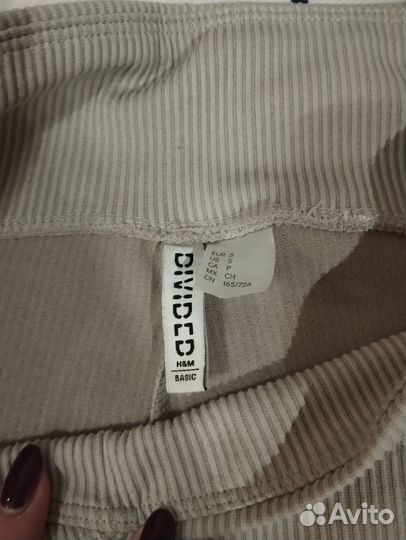 EUR S
US S
CA P
MX CH
CN 165/72A
DIVIDED
H&M
BASIC
Avito